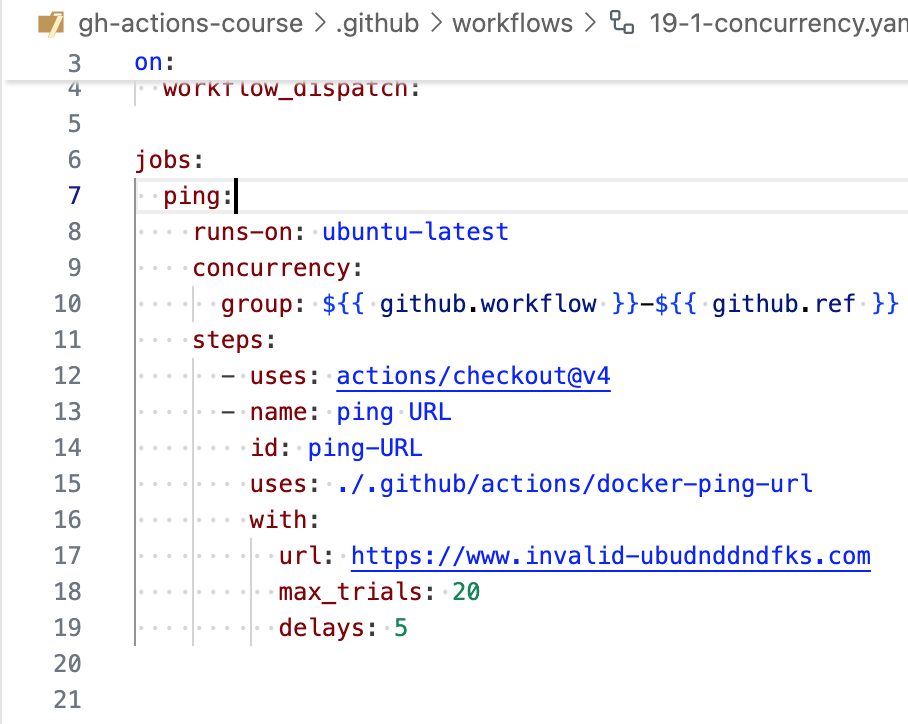 gh-actions-course > .github > workflows > 19-1-concurrency.yam
3 on:
4   workflow_dispatch:
5
6 jobs:
7   ping:
8     runs-on: ubuntu-latest
9     concurrency:
10       group: ${{ github.workflow }}-${{ github.ref }}
11     steps:
12       - uses: actions/checkout@v4
13       - name: ping URL
14         id: ping-URL
15         uses: ./.github/actions/docker-ping-url
16         with:
17           url: https://www.invalid-ubudnddndfks.com
18           max_trials: 20
19           delays: 5
20
21